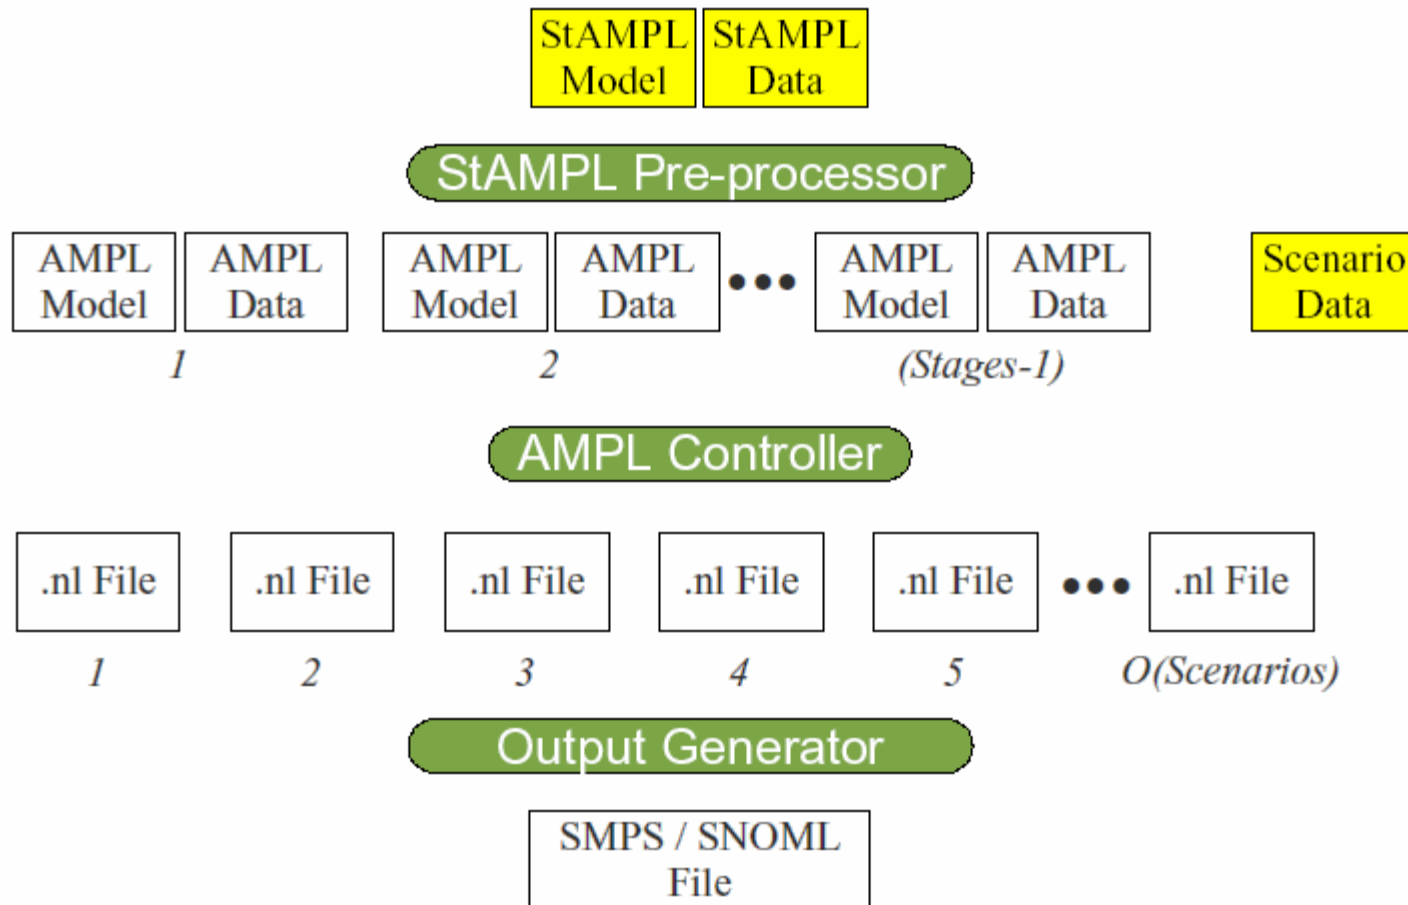 StAMPL
Model
StAMPL
Data
StAMPL Pre-processor
AMPL
Model
AMPL
Data
AMPL
Model
AMPL
Data
•••
AMPL
Model
AMPL
Data
Scenario
Data
1
2
(Stages-1)
AMPL Controller
.nl File
.nl File
.nl File
.nl File
.nl File
•••
.nl File
1
2
3
4
5
O(Scenarios)
Output Generator
SMPS / SNOML
File